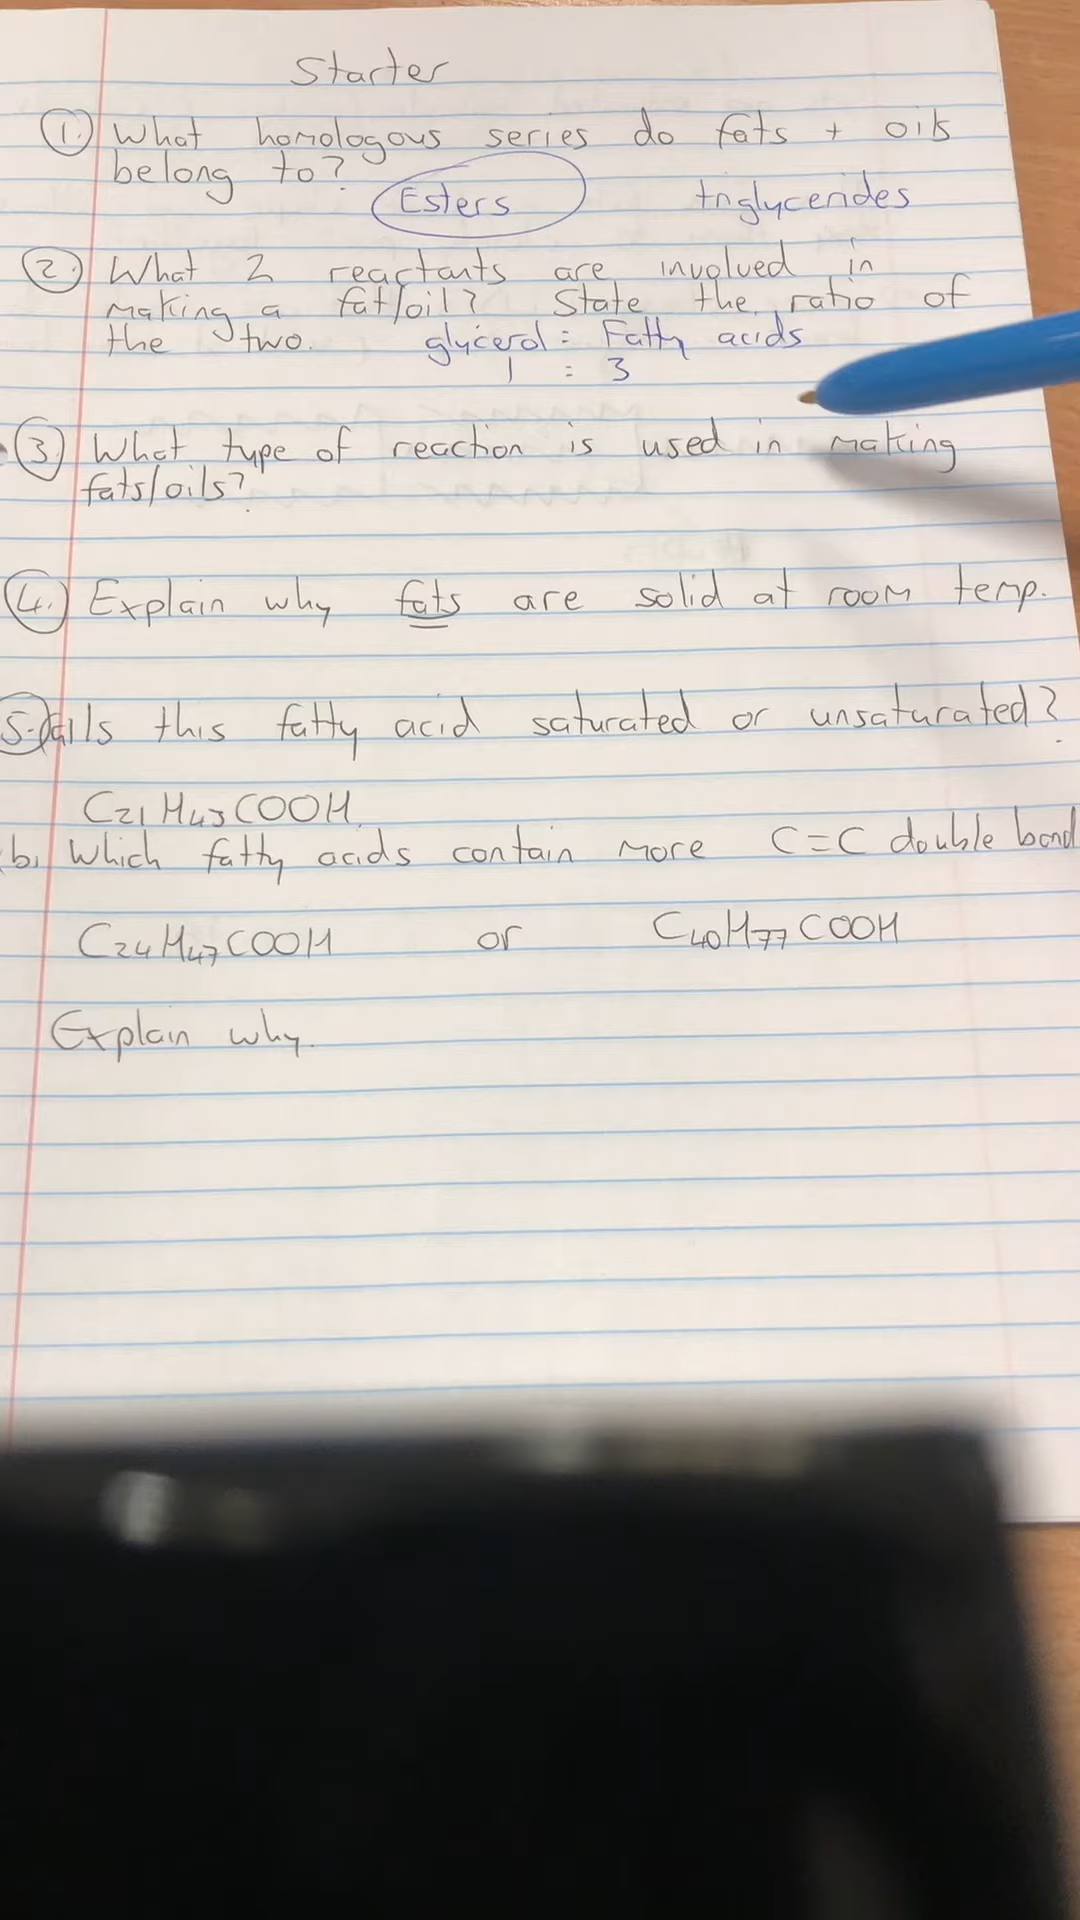 Starter
1. What homologous series do fats + oils
belong to?
Esters triglycerides
2. What 2 reactants are involved in
making a fat/oil? State the ratio of
the two. glycerol : Fatty acids
1 : 3
3. What type of reaction is used in making
fats/oils?
4. Explain why fats are solid at room temp.
5. a) Is this fatty acid saturated or unsaturated?
C21H43COOH.
b, Which fatty acids contain more C=C double bond
C24H47COOH or C40H77COOH
Explain why.